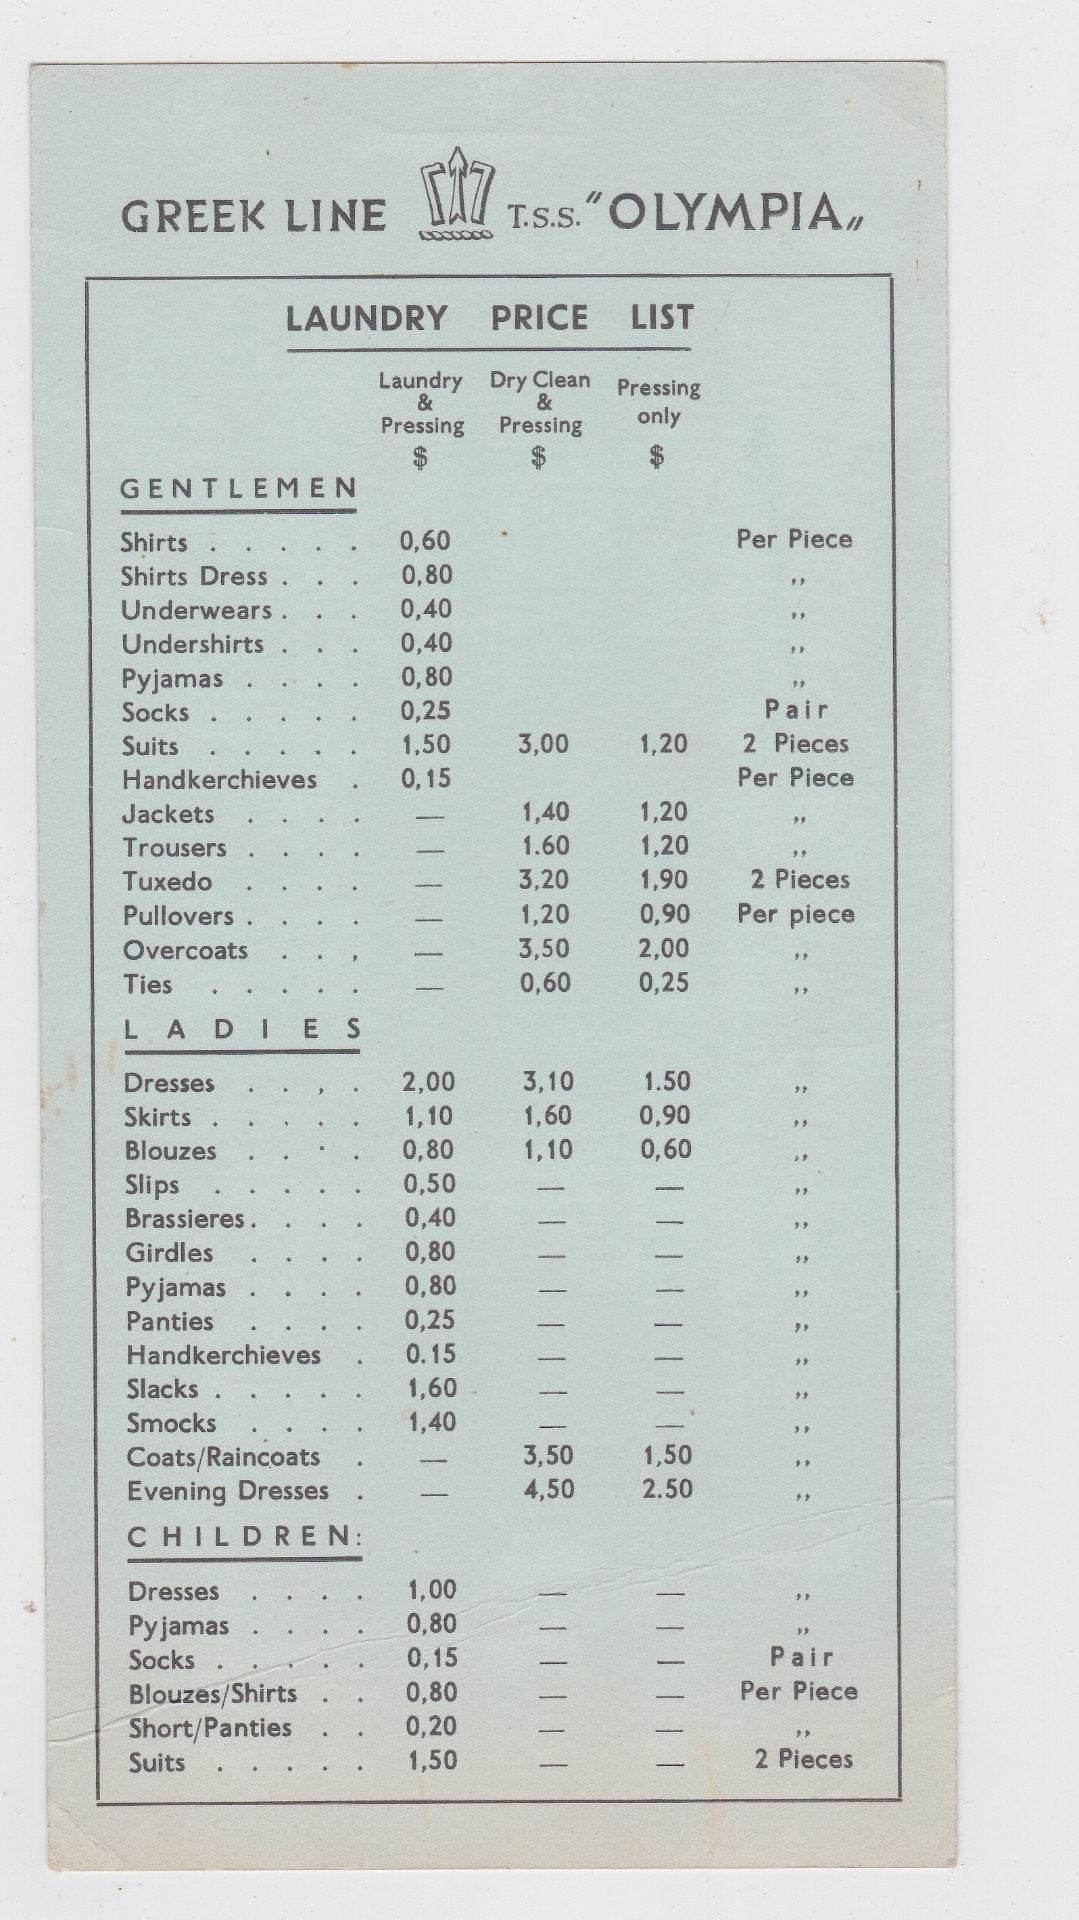 GREEK LINE T.S.S. "OLYMPIA„
LAUNDRY PRICE LIST
Laundry & Pressing $ Dry Clean & Pressing $ Pressing only $
GENTLEMEN
Shirts . . . . . 0,60 Per Piece
Shirts Dress . . . 0,80 ,,
Underwears . . . 0,40 ,,
Undershirts . . . 0,40 ,,
Pyjamas . . . . 0,80 ,,
Socks . . . . . 0,25 Pair
Suits . . . . . 1,50 3,00 1,20 2 Pieces
Handkerchieves . 0,15 Per Piece
Jackets . . . . — 1,40 1,20 ,,
Trousers . . . . — 1.60 1,20 ,,
Tuxedo . . . . — 3,20 1,90 2 Pieces
Pullovers . . . . — 1,20 0,90 Per piece
Overcoats . . , — 3,50 2,00 ,,
Ties . . . . . — 0,60 0,25 ,,
LADIES
Dresses . . , . 2,00 3,10 1.50 ,,
Skirts . . . . . 1,10 1,60 0,90 ,,
Blouzes . . . . 0,80 1,10 0,60 ,,
Slips . . . . . 0,50 — — ,,
Brassieres . . . . 0,40 — — ,,
Girdles . . . . 0,80 — — ,,
Pyjamas . . . . 0,80 — — ,,
Panties . . . . 0,25 — — ,,
Handkerchieves . 0.15 — — ,,
Slacks . . . . . 1,60 — — ,,
Smocks . . . . 1,40 — — ,,
Coats/Raincoats . — 3,50 1,50 ,,
Evening Dresses . — 4,50 2.50 ,,
CHILDREN:
Dresses . . . . 1,00 — — ,,
Pyjamas . . . . 0,80 — — ,,
Socks . . . . . 0,15 — — Pair
Blouzes/Shirts . . 0,80 — — Per Piece
Short/Panties . . 0,20 — — ,,
Suits . . . . . 1,50 — — 2 Pieces